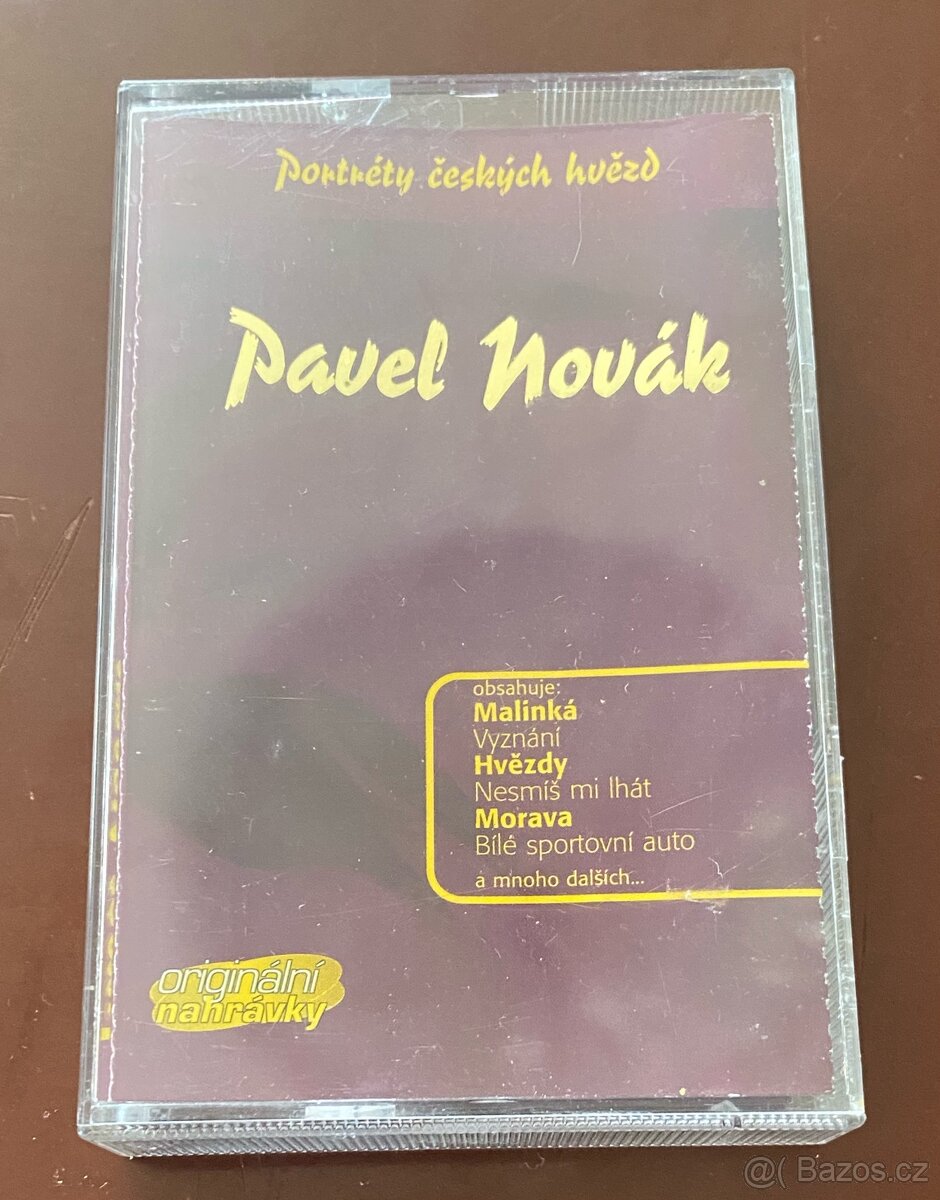 Portréty českých hvězd
Pavel Novák
obsahuje:
Malinká
Vyznání
Hvězdy
Nesmíš mi lhát
Morava
Bílé sportovní auto
a mnoho dalších...
originální
nahrávky
@( Bazos.cz